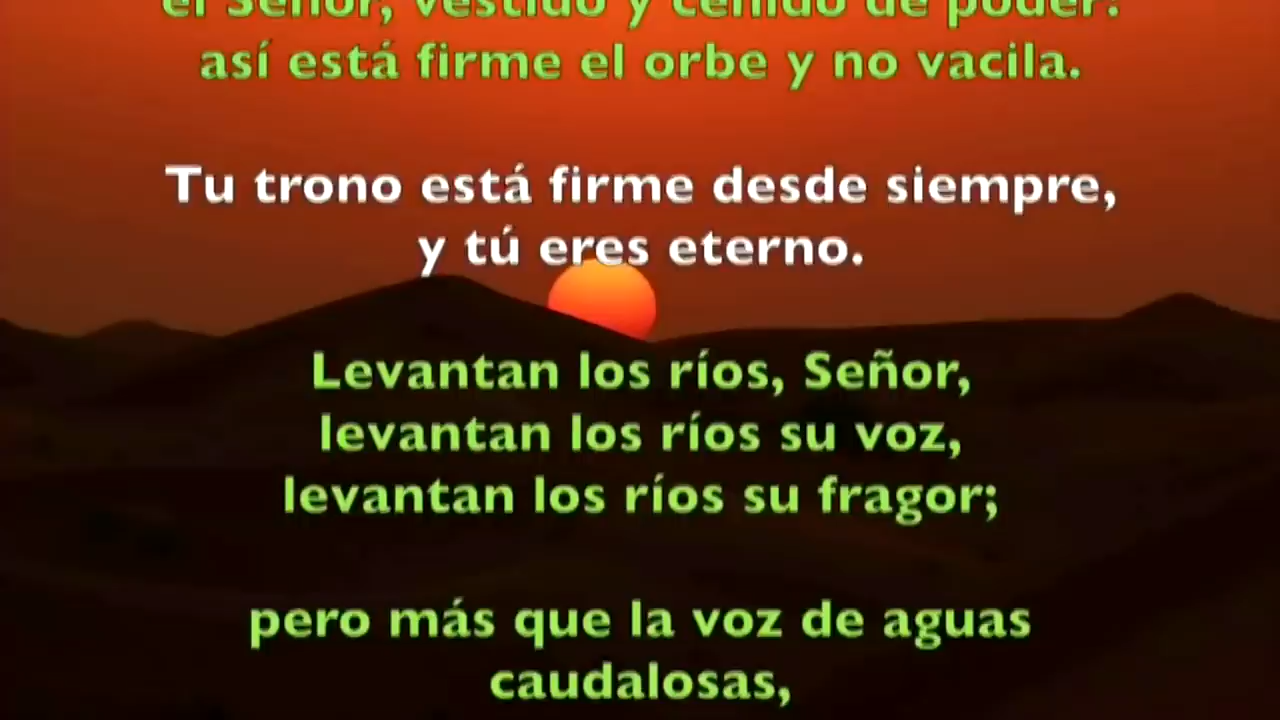 el Señor, vestido y ceñido de poder:
así está firme el orbe y no vacila.
Tu trono está firme desde siempre,
y tú eres eterno.
Levantan los ríos, Señor,
levantan los ríos su voz,
levantan los ríos su fragor;
pero más que la voz de aguas
caudalosas,